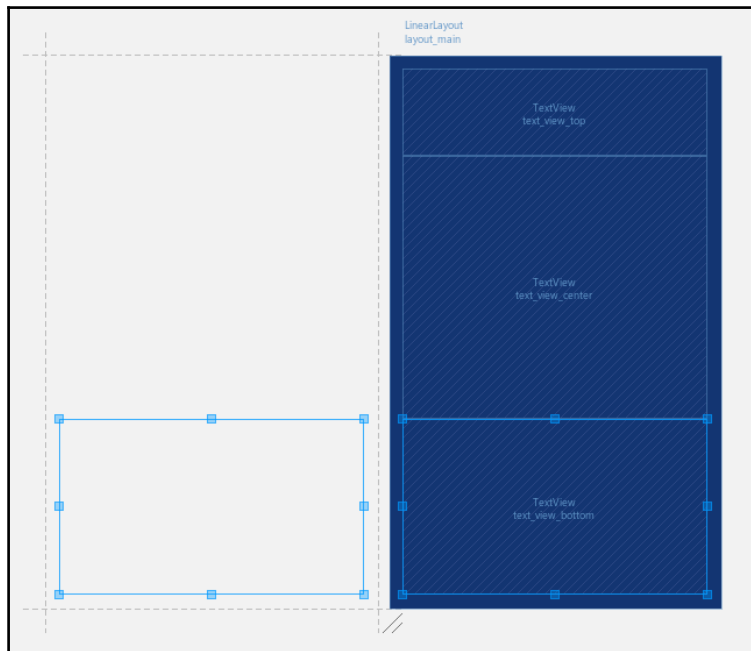 LinearLayout
layout_main
TextView
text_view_top
TextView
text_view_center
TextView
text_view_bottom